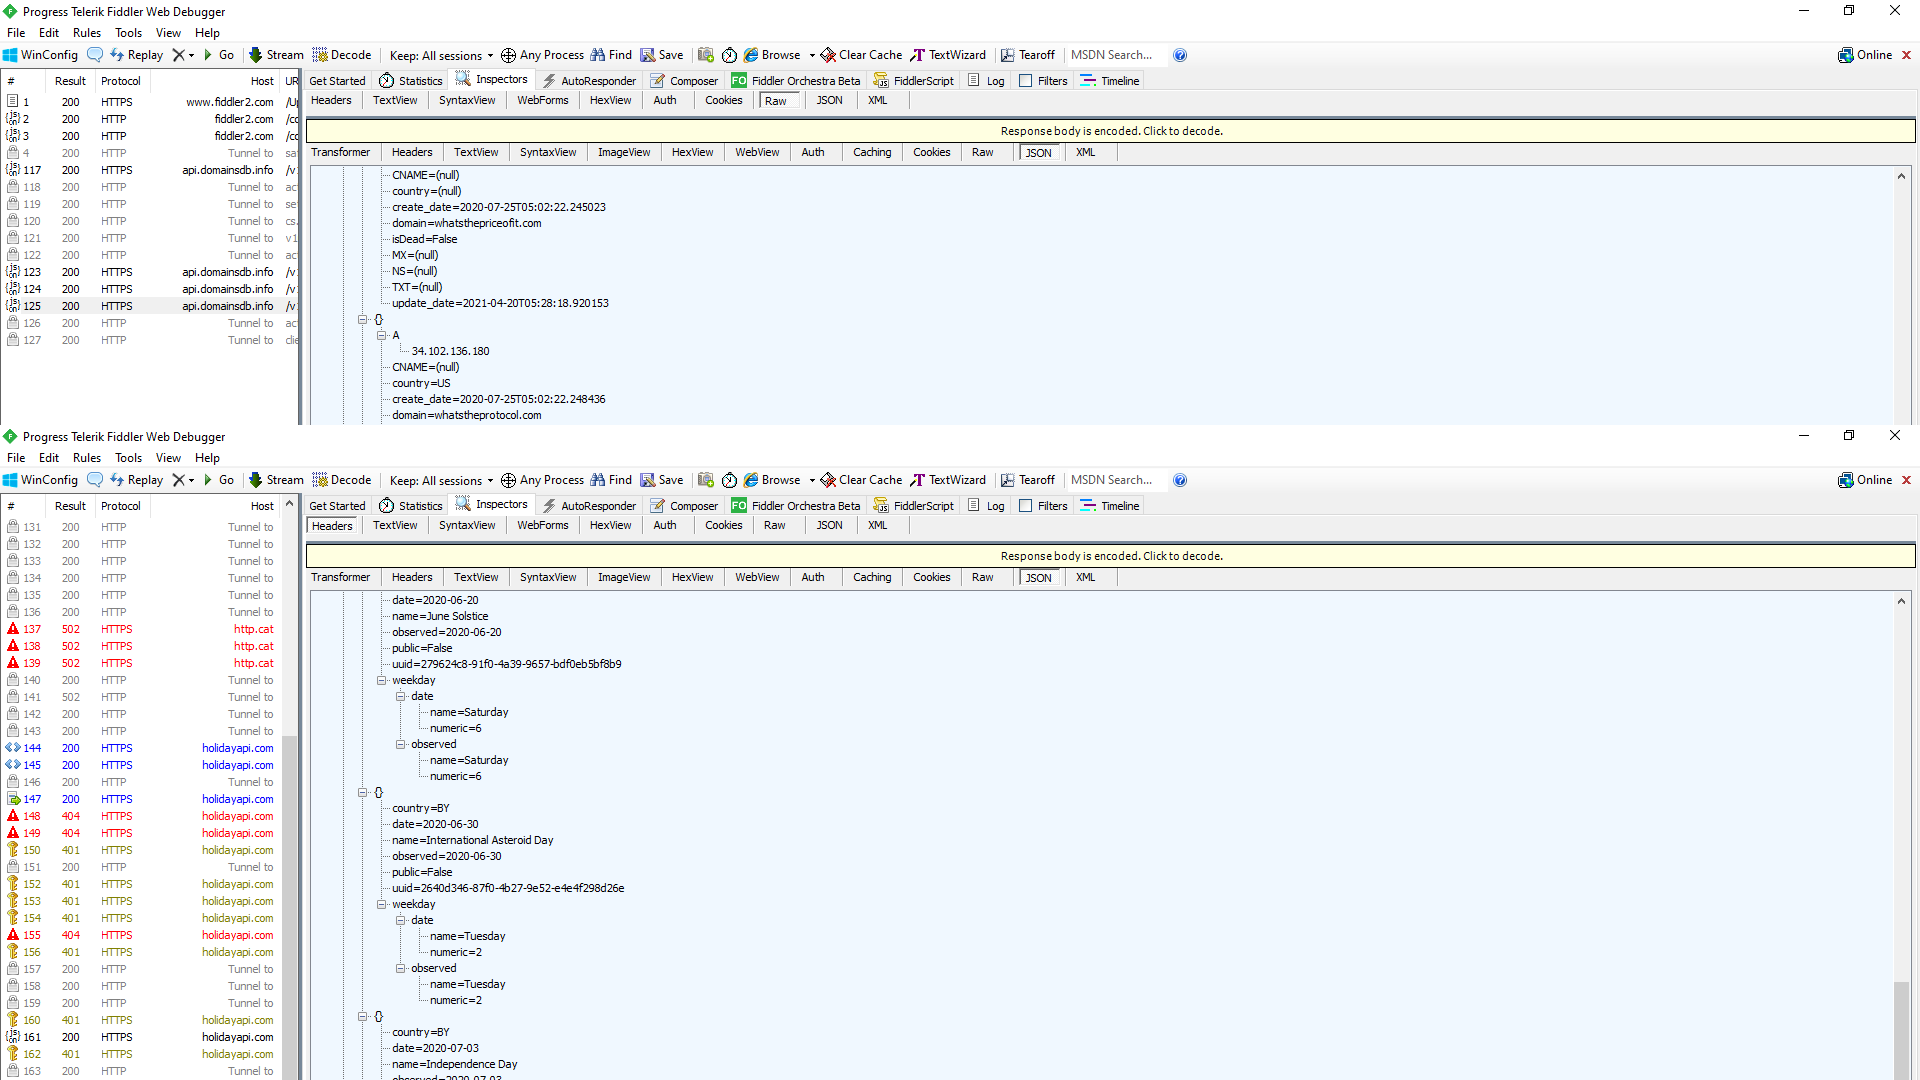 Progress Telerik Fiddler Web Debugger
File Edit Rules Tools View Help
WinConfig Replay Go Stream Decode Keep: All sessions Any Process Find Save Browse Clear Cache TextWizard Tearoff MSDN Search... Online
# Result Protocol Host UR
Get Started Statistics Inspectors AutoResponder Composer FO Fiddler Orchestra Beta FiddlerScript Log Filters Timeline
Headers TextView SyntaxView WebForms HexView Auth Cookies Raw JSON XML
Response body is encoded. Click to decode.
Transformer Headers TextView SyntaxView ImageView HexView WebView Auth Caching Cookies Raw JSON XML
1 200 HTTPS www.fiddler2.com /Up
2 200 HTTP fiddler2.com /co
3 200 HTTP fiddler2.com /co
4 200 HTTP Tunnel to sa
117 200 HTTPS api.domainsdb.info /v
118 200 HTTP Tunnel to ac
119 200 HTTP Tunnel to se
120 200 HTTP Tunnel to cs.
121 200 HTTP Tunnel to v1
122 200 HTTP Tunnel to ac
123 200 HTTPS api.domainsdb.info /v
124 200 HTTPS api.domainsdb.info /v
125 200 HTTPS api.domainsdb.info /v
126 200 HTTP Tunnel to ac
127 200 HTTP Tunnel to clie
CNAME=(null)
country=(null)
create_date=2020-07-25T05:02:22.245023
domain=whatsthepriceofit.com
isDead=False
MX=(null)
NS=(null)
TXT=(null)
update_date=2021-04-20T05:28:18.920153
{}
A
34.102.136.180
CNAME=(null)
country=US
create_date=2020-07-25T05:02:22.248436
domain=whatstheprotocol.com
Progress Telerik Fiddler Web Debugger
File Edit Rules Tools View Help
WinConfig Replay Go Stream Decode Keep: All sessions Any Process Find Save Browse Clear Cache TextWizard Tearoff MSDN Search... Online
# Result Protocol Host
Get Started Statistics Inspectors AutoResponder Composer FO Fiddler Orchestra Beta FiddlerScript Log Filters Timeline
Headers TextView SyntaxView WebForms HexView Auth Cookies Raw JSON XML
Response body is encoded. Click to decode.
Transformer Headers TextView SyntaxView ImageView HexView WebView Auth Caching Cookies Raw JSON XML
131 200 HTTP Tunnel to
132 200 HTTP Tunnel to
133 200 HTTP Tunnel to
134 200 HTTP Tunnel to
135 200 HTTP Tunnel to
136 200 HTTP Tunnel to
137 502 HTTPS http.cat
138 502 HTTPS http.cat
139 502 HTTPS http.cat
140 200 HTTP Tunnel to
141 502 HTTP Tunnel to
142 200 HTTP Tunnel to
143 200 HTTP Tunnel to
144 200 HTTPS holidayapi.com
145 200 HTTPS holidayapi.com
146 200 HTTP Tunnel to
147 200 HTTPS holidayapi.com
148 404 HTTPS holidayapi.com
149 404 HTTPS holidayapi.com
150 401 HTTPS holidayapi.com
151 200 HTTP Tunnel to
152 401 HTTPS holidayapi.com
153 401 HTTPS holidayapi.com
154 401 HTTPS holidayapi.com
155 404 HTTPS holidayapi.com
156 401 HTTPS holidayapi.com
157 200 HTTP Tunnel to
158 200 HTTP Tunnel to
159 200 HTTP Tunnel to
160 401 HTTPS holidayapi.com
161 200 HTTPS holidayapi.com
162 401 HTTPS holidayapi.com
163 200 HTTP Tunnel to
date=2020-06-20
name=June Solstice
observed=2020-06-20
public=False
uuid=279624c8-91f0-4a39-9657-bdf0eb5bf8b9
weekday
date
name=Saturday
numeric=6
observed
name=Saturday
numeric=6
{}
country=BY
date=2020-06-30
name=International Asteroid Day
observed=2020-06-30
public=False
uuid=2640d346-87f0-4b27-9e52-e4e4f298d26e
weekday
date
name=Tuesday
numeric=2
observed
name=Tuesday
numeric=2
{}
country=BY
date=2020-07-03
name=Independence Day
observed=2020-07-03